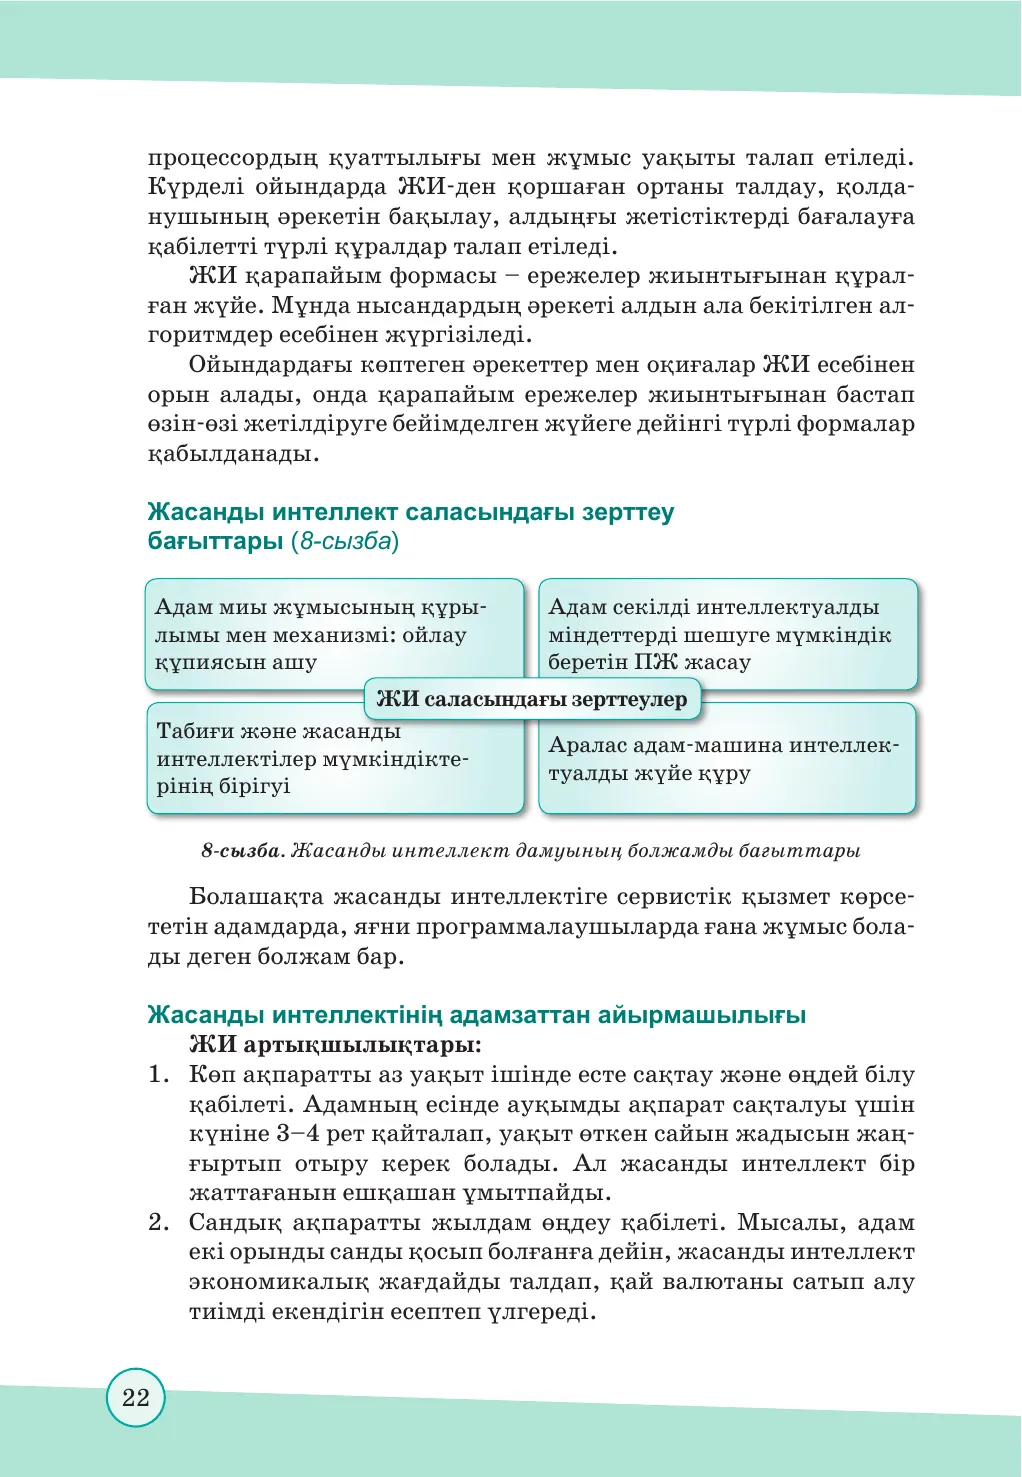 процессордың қуаттылығы мен жұмыс уақыты талап етіледі.
Күрделі ойындарда ЖИ-ден қоршаған ортаны талдау, қолда-
нушының әрекетін бақылау, алдыңғы жетістіктерді бағалауға
қабілетті түрлі құралдар талап етіледі.
ЖИ қарапайым формасы – ережелер жиынтығынан құрал-
ған жүйе. Мұнда нысандардың әрекеті алдын ала бекітілген ал-
горитмдер есебінен жүргізіледі.
Ойындардағы көптеген әрекеттер мен оқиғалар ЖИ есебінен
орын алады, онда қарапайым ережелер жиынтығынан бастап
өзін-өзі жетілдіруге бейімделген жүйеге дейінгі түрлі формалар
қабылданады.
Жасанды интеллект саласындағы зерттеу
бағыттары (8-сызба)
Адам миы жұмысының құры-
лымы мен механизмі: ойлау
құпиясын ашу
Адам секілді интеллектуалды
міндеттерді шешуге мүмкіндік
беретін ПЖ жасау
ЖИ саласындағы зерттеулер
Табиғи және жасанды
интеллектілер мүмкіндікте-
рінің бірігуі
Аралас адам-машина интеллек-
туалды жүйе құру
8-сызба. Жасанды интеллект дамуының болжамды бағыттары
Болашақта жасанды интеллектіге сервистік қызмет көрсе-
тетін адамдарда, яғни программалаушыларда ғана жұмыс бола-
ды деген болжам бар.
Жасанды интеллектінің адамзаттан айырмашылығы
ЖИ артықшылықтары:
1. Көп ақпаратты аз уақыт ішінде есте сақтау және өңдей білу
қабілеті. Адамның есінде ауқымды ақпарат сақталуы үшін
күніне 3–4 рет қайталап, уақыт өткен сайын жадысын жаң-
ғыртып отыру керек болады. Ал жасанды интеллект бір
жаттағанын ешқашан ұмытпайды.
2. Сандық ақпаратты жылдам өңдеу қабілеті. Мысалы, адам
екі орынды санды қосып болғанға дейін, жасанды интеллект
экономикалық жағдайды талдап, қай валютаны сатып алу
тиімді екендігін есептеп үлгереді.
22